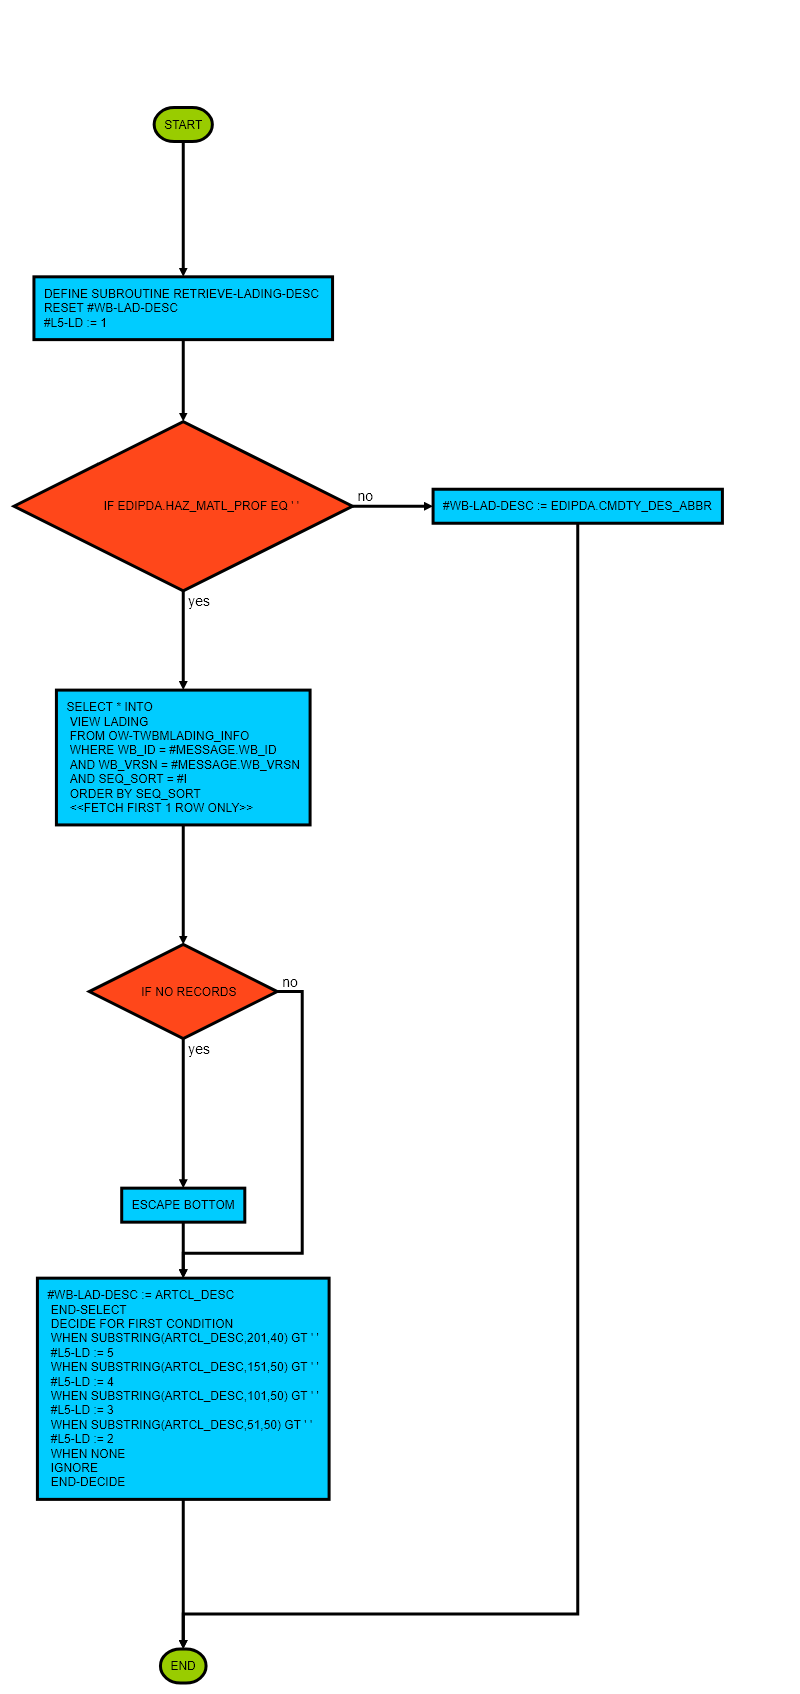 START
DEFINE SUBROUTINE RETRIEVE-LADING-DESC
RESET #WB-LAD-DESC
#L5-LD := 1
IF EDIPDA.HAZ_MATL_PROF EQ ' '
no
#WB-LAD-DESC := EDIPDA.CMDTY_DES_ABBR
yes
SELECT * INTO
VIEW LADING
FROM OW-TWBMLADING_INFO
WHERE WB_ID = #MESSAGE.WB_ID
AND WB_VRSN = #MESSAGE.WB_VRSN
AND SEQ_SORT = #I
ORDER BY SEQ_SORT
<<FETCH FIRST 1 ROW ONLY>>
IF NO RECORDS
no
yes
ESCAPE BOTTOM
#WB-LAD-DESC := ARTCL_DESC
END-SELECT
DECIDE FOR FIRST CONDITION
WHEN SUBSTRING(ARTCL_DESC,201,40) GT ' '
#L5-LD := 5
WHEN SUBSTRING(ARTCL_DESC,151,50) GT ' '
#L5-LD := 4
WHEN SUBSTRING(ARTCL_DESC,101,50) GT ' '
#L5-LD := 3
WHEN SUBSTRING(ARTCL_DESC,51,50) GT ' '
#L5-LD := 2
WHEN NONE
IGNORE
END-DECIDE
END